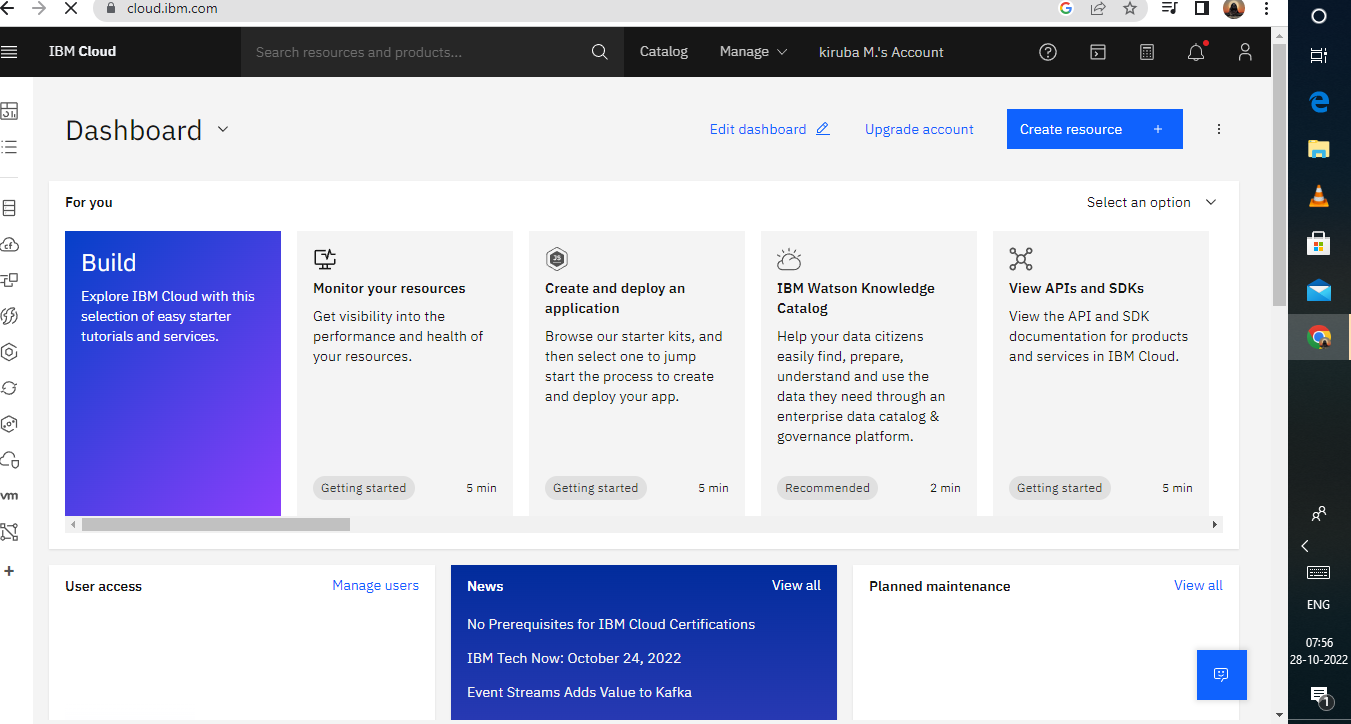 cloud.ibm.com
IBM Cloud
Search resources and products...
Catalog
Manage
kiruba M.'s Account
Dashboard
Edit dashboard
Upgrade account
Create resource +
For you
Select an option
Build
Explore IBM Cloud with this
selection of easy starter
tutorials and services.
Monitor your resources
Get visibility into the
performance and health of
your resources.
Getting started
5 min
JS
Create and deploy an
application
Browse our starter kits, and
then select one to jump
start the process to create
and deploy your app.
Getting started
5 min
IBM Watson Knowledge
Catalog
Help your data citizens
easily find, prepare,
understand and use the
data they need through an
enterprise data catalog &
governance platform.
Recommended
2 min
View APIs and SDKs
View the API and SDK
documentation for products
and services in IBM Cloud.
Getting started
5 min
cf
vm
+
User access
Manage users
News
View all
No Prerequisites for IBM Cloud Certifications
IBM Tech Now: October 24, 2022
Event Streams Adds Value to Kafka
Planned maintenance
View all
ENG
07:56
28-10-2022
1